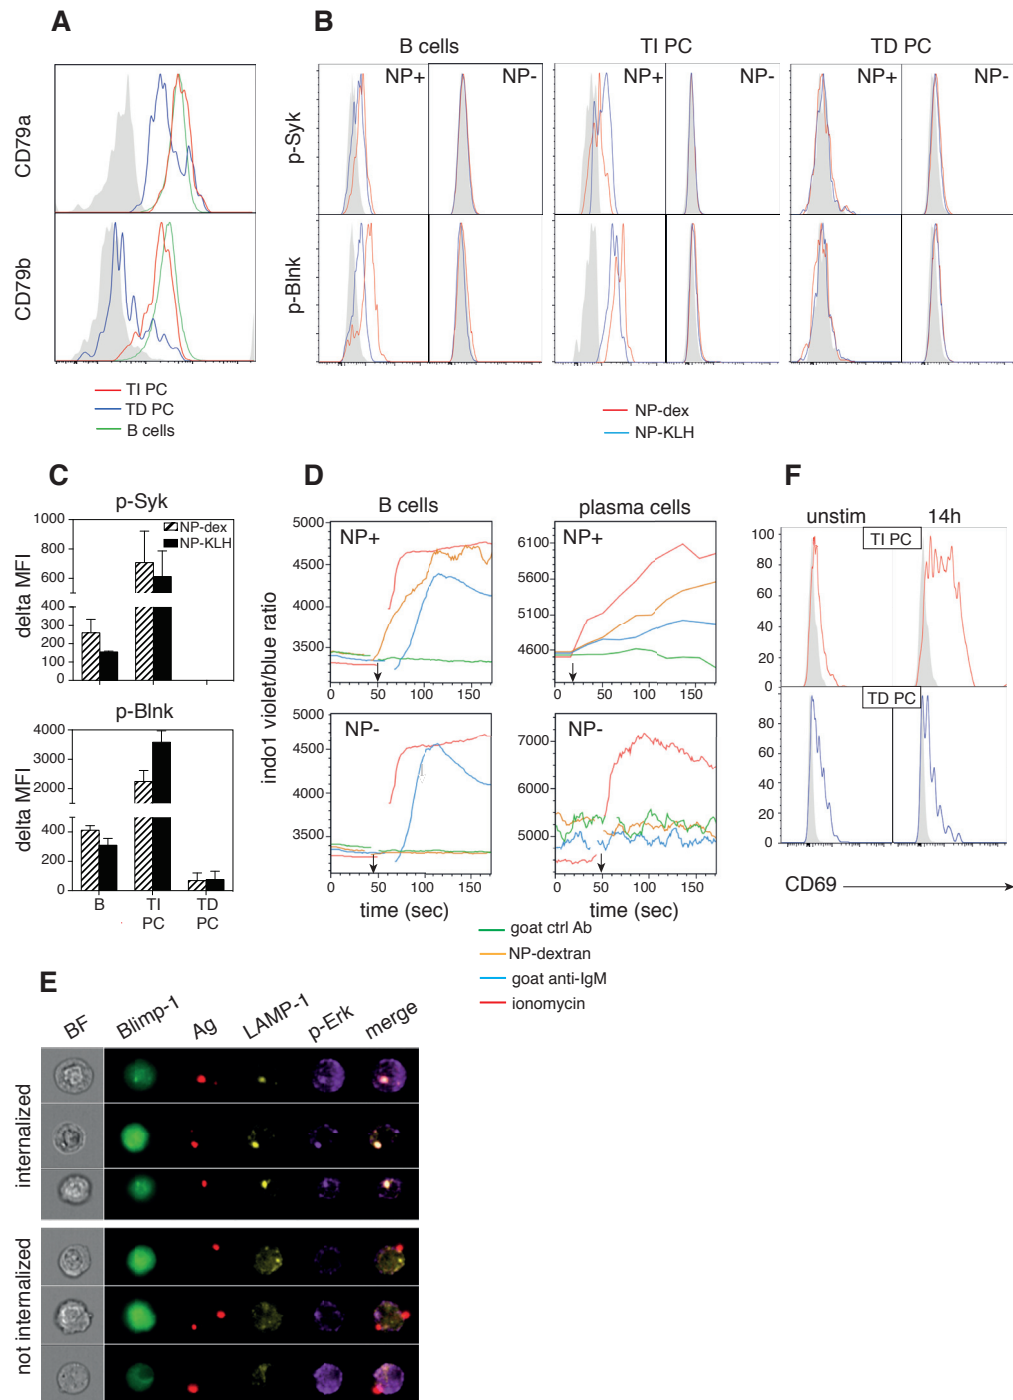 A
B
B cells
TI PC
TD PC
NP+
NP-
NP+
NP-
NP+
NP-
CD79a
p-Syk
CD79b
p-Blnk
TI PC
TD PC
B cells
NP-dex
NP-KLH
C
p-Syk
NP-dex
NP-KLH
1000
800
600
400
300
200
100
0
delta MFI
p-Blnk
4000
2000
400
200
0
delta MFI
B
TI
PC
TD
PC
D
B cells
plasma cells
5000
4500
4000
3500
NP+
0
50
100
150
6100
5600
5100
4600
NP+
0
50
100
150
indo1 violet/blue ratio
5000
4500
4000
3500
NP-
0
50
100
150
time (sec)
7000
6000
5000
NP-
0
50
100
150
time (sec)
goat ctrl Ab
NP-dextran
goat anti-IgM
ionomycin
F
unstim
14h
TI PC
100
80
60
40
20
0
TD PC
80
60
40
20
0
CD69
E
BF
Blimp-1
Ag
LAMP-1
p-Erk
merge
internalized
not internalized